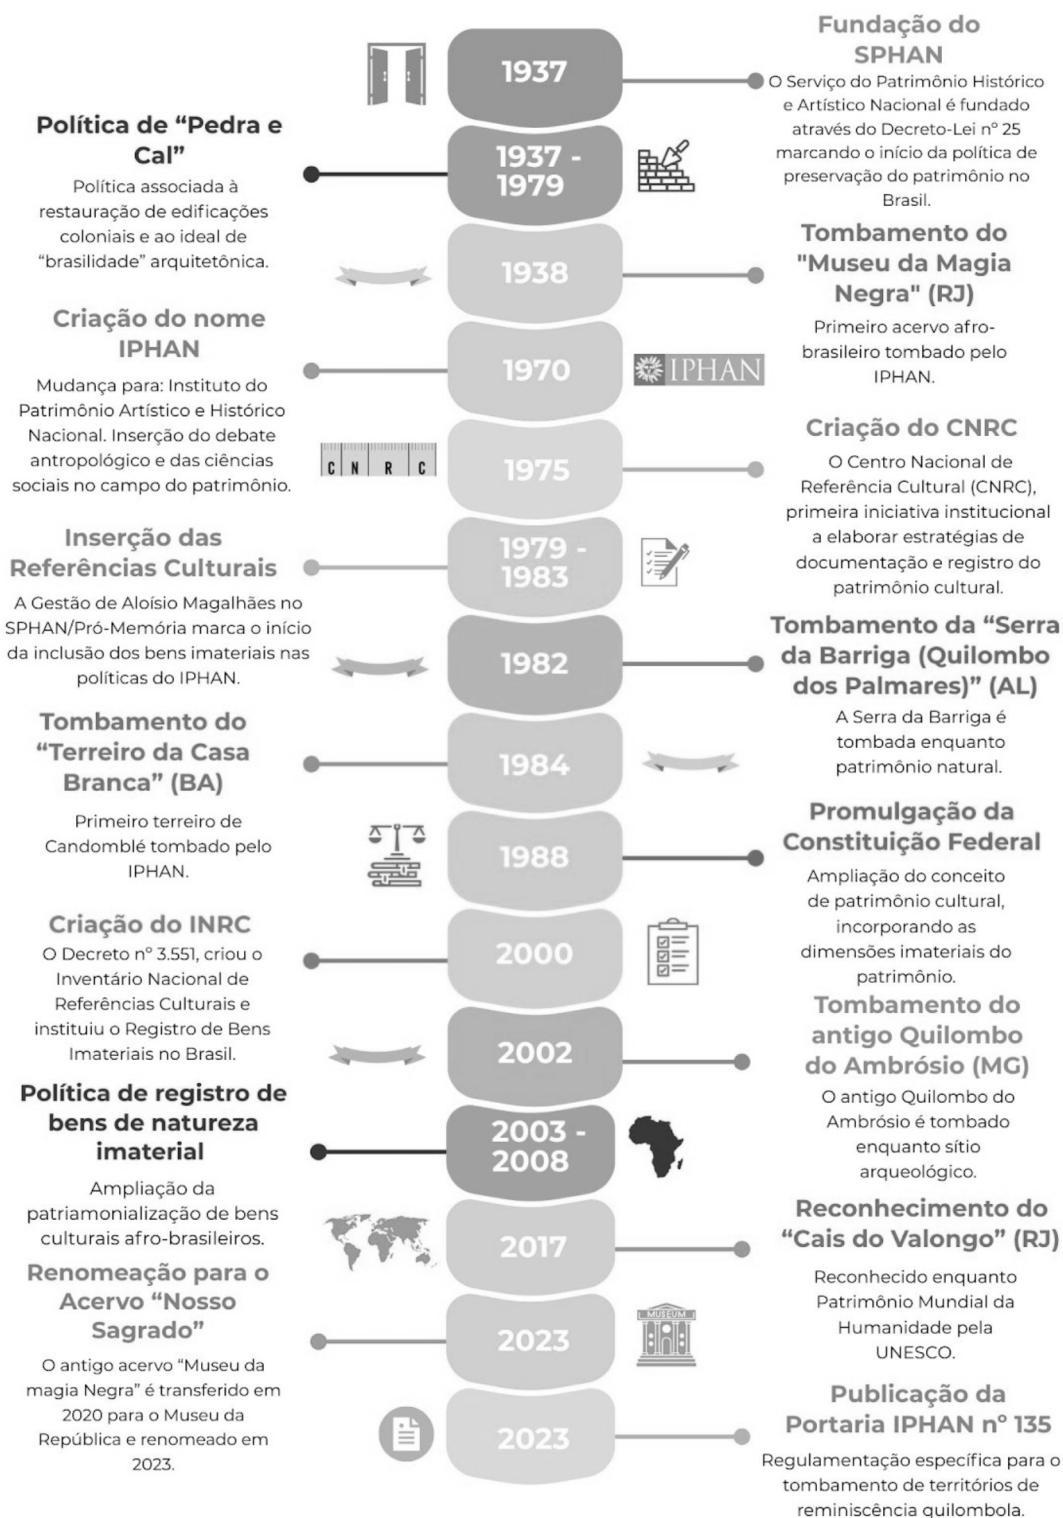 1937
Fundação do
SPHAN
O Serviço do Patrimônio Histórico
e Artístico Nacional é fundado
através do Decreto-Lei nº 25
marcando o início da política de
preservação do patrimônio no
Brasil.
1937 -
1979
Política de “Pedra e
Cal”
Política associada à
restauração de edificações
coloniais e ao ideal de
“brasilidade” arquitetônica.
1938
Tombamento do
"Museu da Magia
Negra" (RJ)
Primeiro acervo afro-
brasileiro tombado pelo
IPHAN.
1970
Criação do nome
IPHAN
Mudança para: Instituto do
Patrimônio Artístico e Histórico
Nacional. Inserção do debate
antropológico e das ciências
sociais no campo do patrimônio.
IPHAN
C N R C
1975
Criação do CNRC
O Centro Nacional de
Referência Cultural (CNRC),
primeira iniciativa institucional
a elaborar estratégias de
documentação e registro do
patrimônio cultural.
1979 -
1983
Inserção das
Referências Culturais
A Gestão de Aloísio Magalhães no
SPHAN/Pró-Memória marca o início
da inclusão dos bens imateriais nas
políticas do IPHAN.
1982
Tombamento da “Serra
da Barriga (Quilombo
dos Palmares)” (AL)
A Serra da Barriga é
tombada enquanto
patrimônio natural.
1984
Tombamento do
“Terreiro da Casa
Branca” (BA)
Primeiro terreiro de
Candomblé tombado pelo
IPHAN.
1988
Promulgação da
Constituição Federal
Ampliação do conceito
de patrimônio cultural,
incorporando as
dimensões imateriais do
patrimônio.
2000
Criação do INRC
O Decreto nº 3.551, criou o
Inventário Nacional de
Referências Culturais e
instituiu o Registro de Bens
Imateriais no Brasil.
2002
Tombamento do
antigo Quilombo
do Ambrósio (MG)
O antigo Quilombo do
Ambrósio é tombado
enquanto sítio
arqueológico.
2003 -
2008
Política de registro de
bens de natureza
imaterial
Ampliação da
patriamonialização de bens
culturais afro-brasileiros.
2017
Reconhecimento do
“Cais do Valongo” (RJ)
Reconhecido enquanto
Patrimônio Mundial da
Humanidade pela
UNESCO.
2023
Renomeação para o
Acervo “Nosso
Sagrado”
O antigo acervo “Museu da
magia Negra” é transferido em
2020 para o Museu da
República e renomeado em
2023.
MUSEUM
2023
Publicação da
Portaria IPHAN nº 135
Regulamentação específica para o
tombamento de territórios de
reminiscência quilombola.